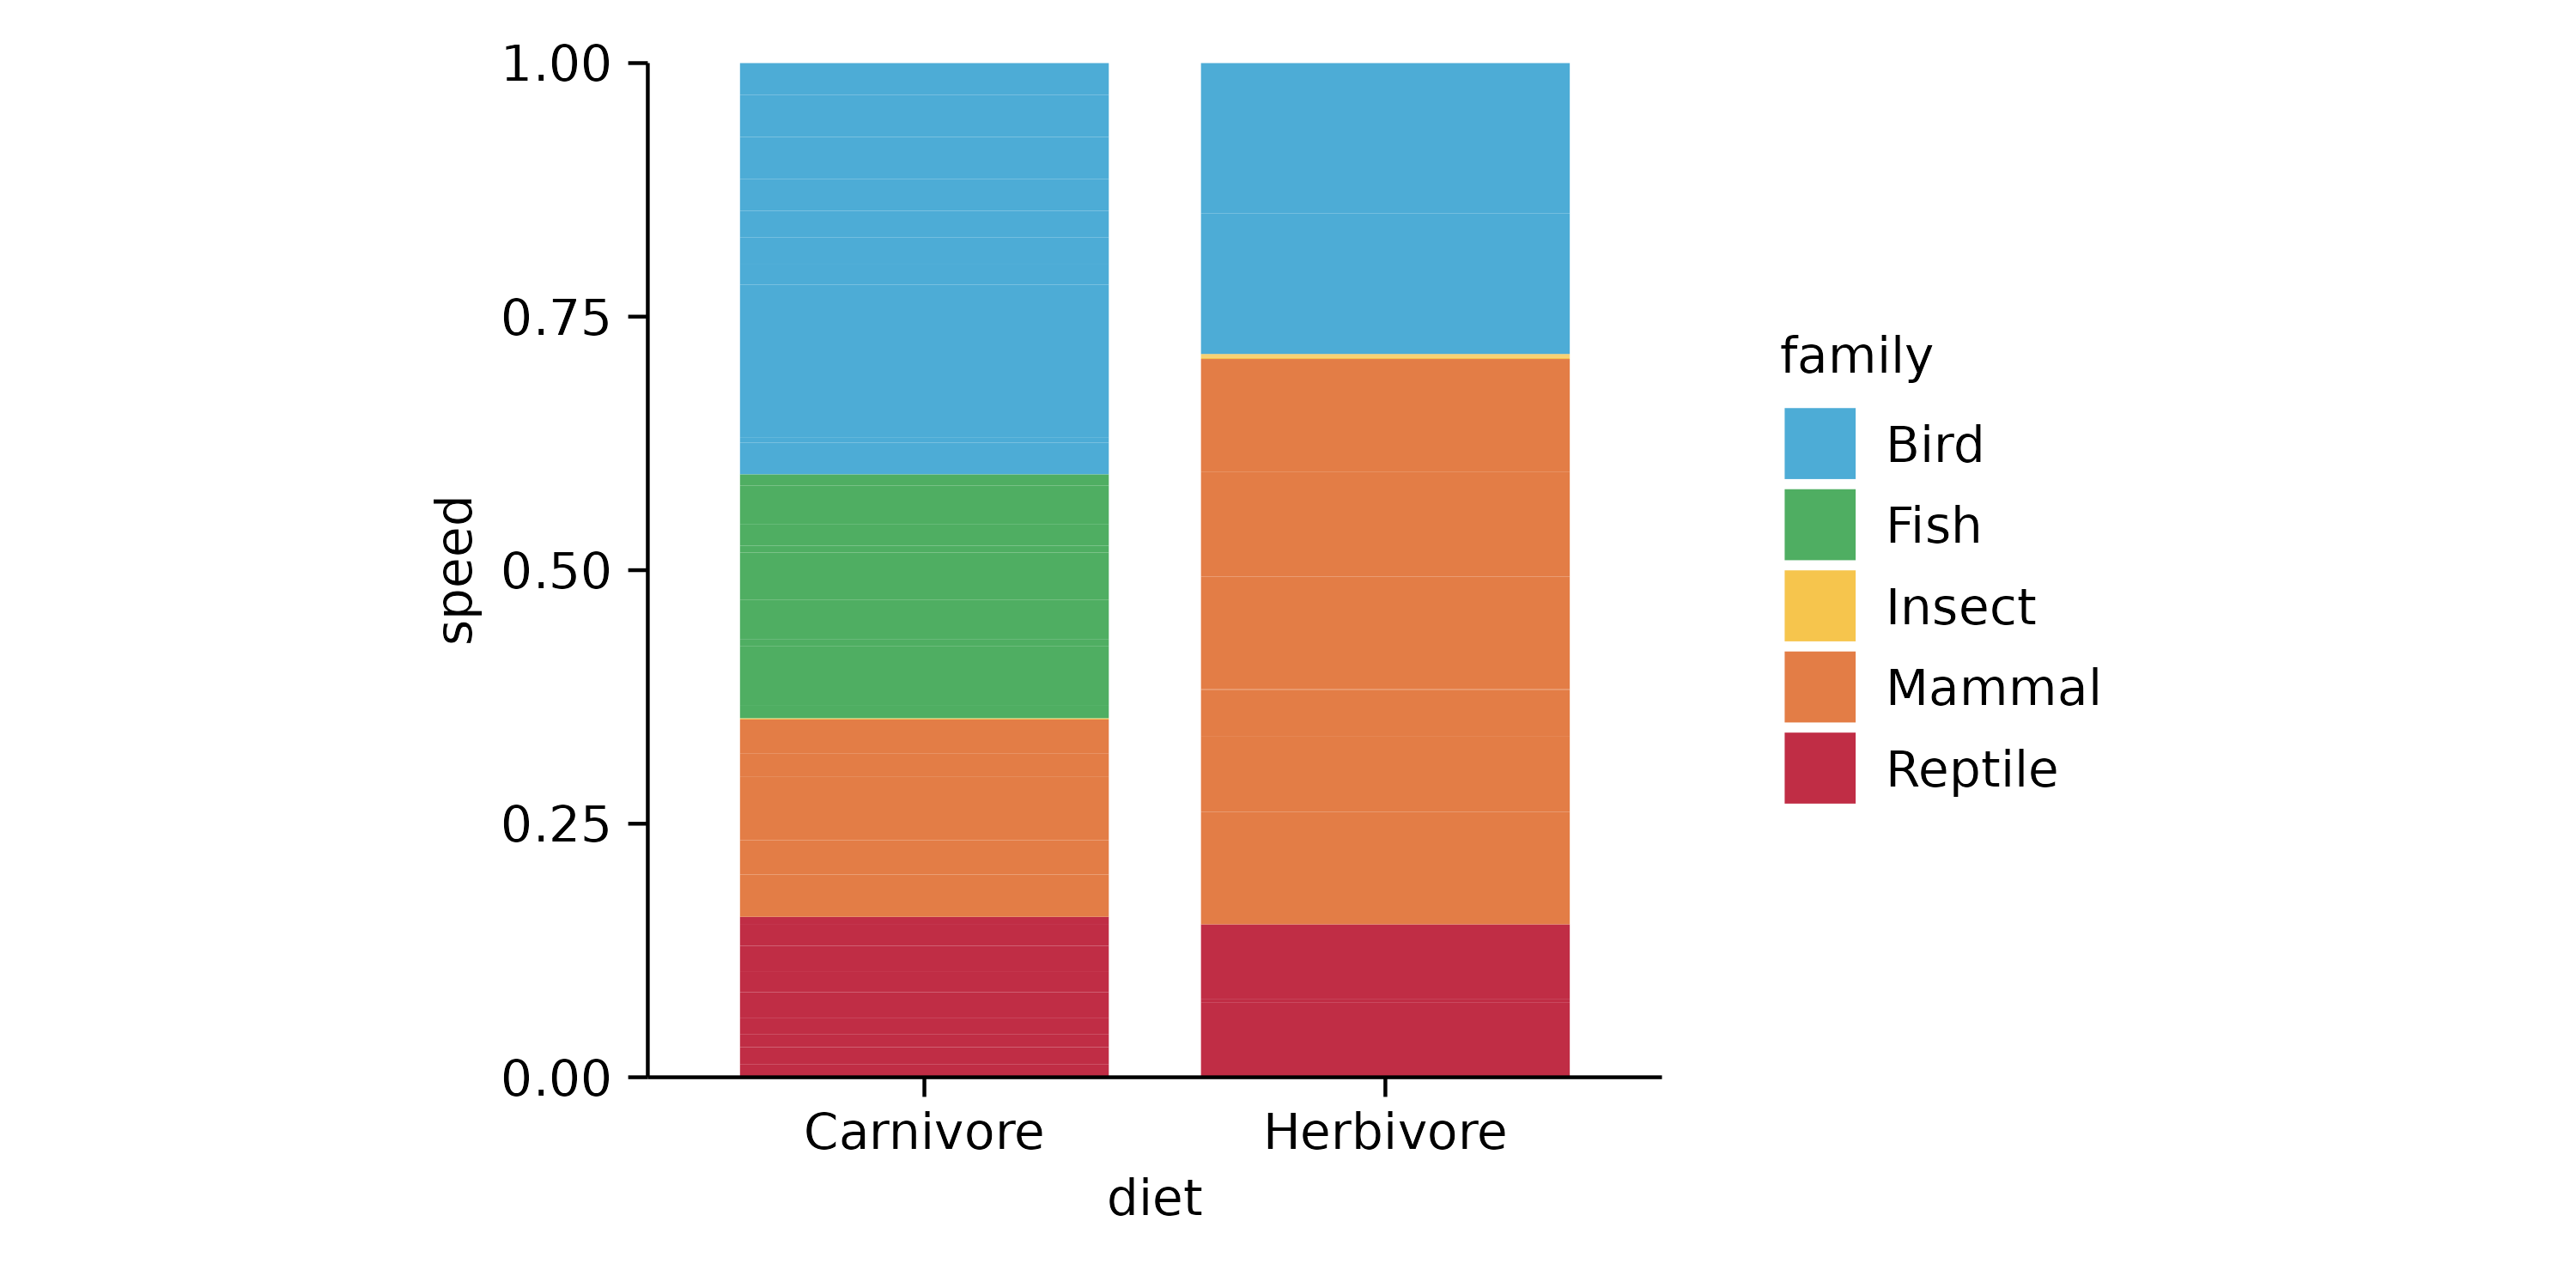 1.00
0.75
0.50
0.25
0.00
speed
Carnivore
Herbivore
diet
family
Bird
Fish
Insect
Mammal
Reptile